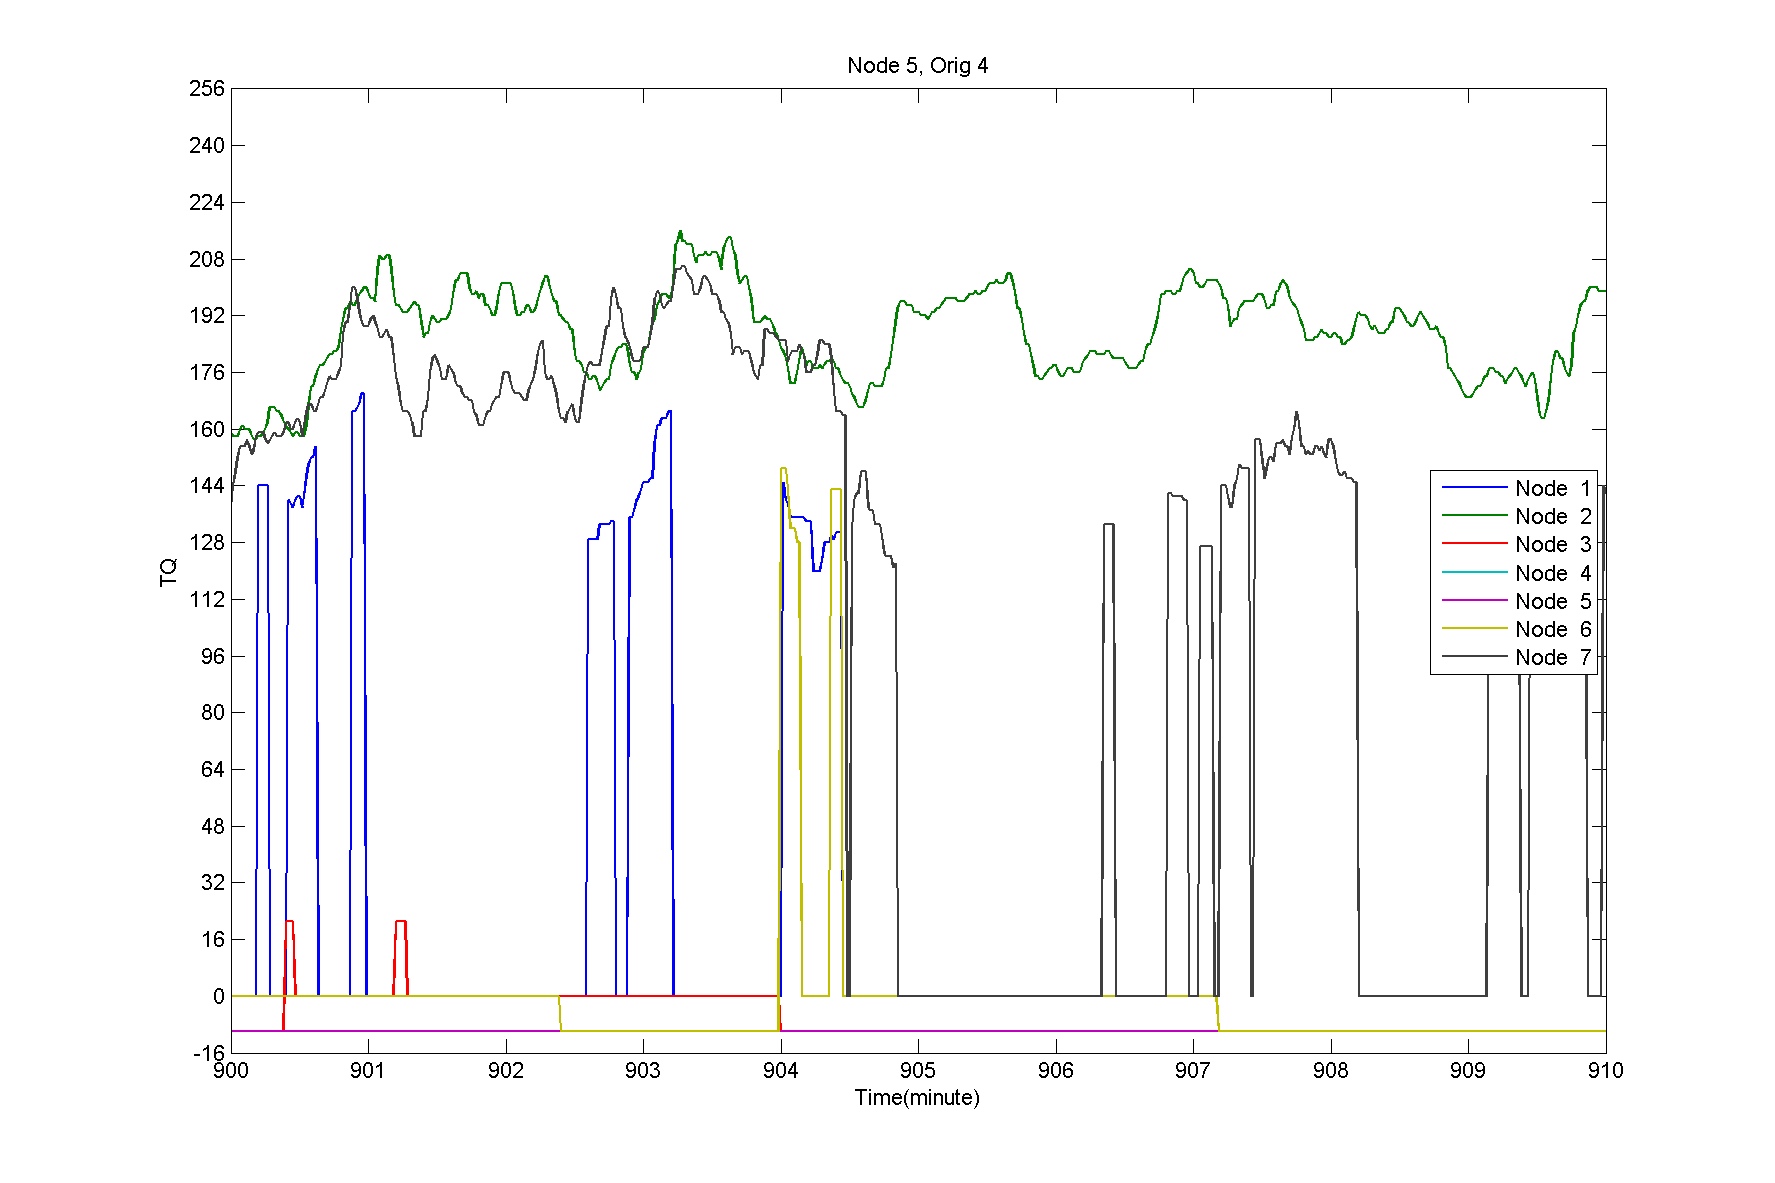 Node 5, Orig 4
256
240
224
208
192
176
160
144
128
112
96
80
64
48
32
16
0
-16
TQ
Node 1
Node 2
Node 3
Node 4
Node 5
Node 6
Node 7
900 901 902 903 904 905 906 907 908 909 910
Time(minute)